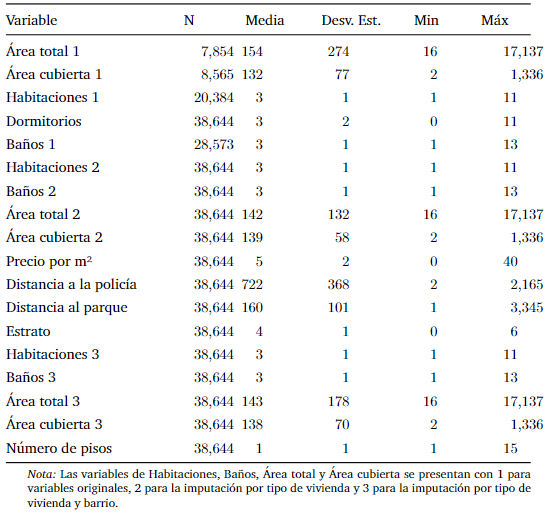 Variable N Media Desv. Est. Min Máx
Área total 1 7,854 154 274 16 17,137
Área cubierta 1 8,565 132 77 2 1,336
Habitaciones 1 20,384 3 1 1 11
Dormitorios 38,644 3 2 0 11
Baños 1 28,573 3 1 1 13
Habitaciones 2 38,644 3 1 1 11
Baños 2 38,644 3 1 1 13
Área total 2 38,644 142 132 16 17,137
Área cubierta 2 38,644 139 58 2 1,336
Precio por m² 38,644 5 2 0 40
Distancia a la policía 38,644 722 368 2 2,165
Distancia al parque 38,644 160 101 1 3,345
Estrato 38,644 4 1 0 6
Habitaciones 3 38,644 3 1 1 11
Baños 3 38,644 3 1 1 13
Área total 3 38,644 143 178 16 17,137
Área cubierta 3 38,644 138 70 2 1,336
Número de pisos 38,644 1 1 1 15
Nota: Las variables de Habitaciones, Baños, Área total y Área cubierta se presentan con 1 para
variables originales, 2 para la imputación por tipo de vivienda y 3 para la imputación por tipo de
vivienda y barrio.